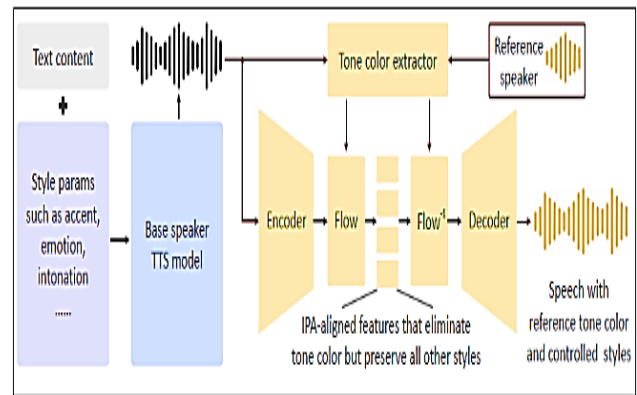 Text content
+
Style params
such as accent,
emotion,
intonation
......
Base speaker
TTS model
Tone color extractor
Reference
speaker
Encoder
Flow
Flow⁻¹
Decoder
IPA-aligned features that eliminate
tone color but preserve all other styles
Speech with
reference tone color
and controlled styles